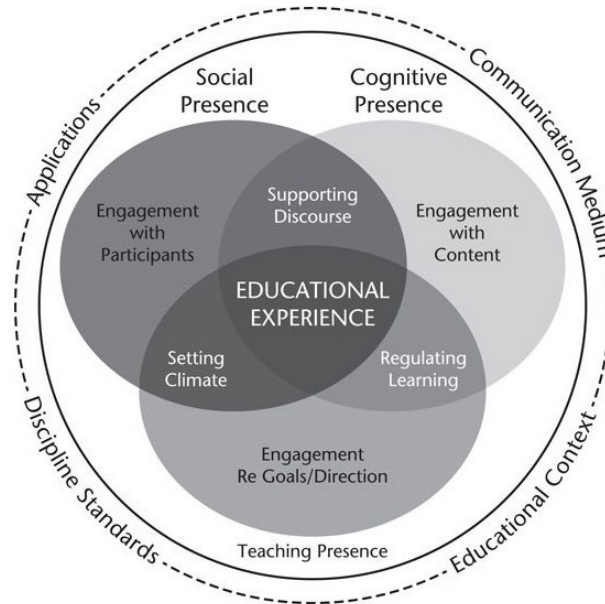 Social
Presence
Cognitive
Presence
Applications
Communication Medium
Engagement
with
Participants
Supporting
Discourse
Engagement
with
Content
EDUCATIONAL
EXPERIENCE
Setting
Climate
Regulating
Learning
Engagement
Re Goals/Direction
Teaching Presence
Discipline Standards
Educational Context